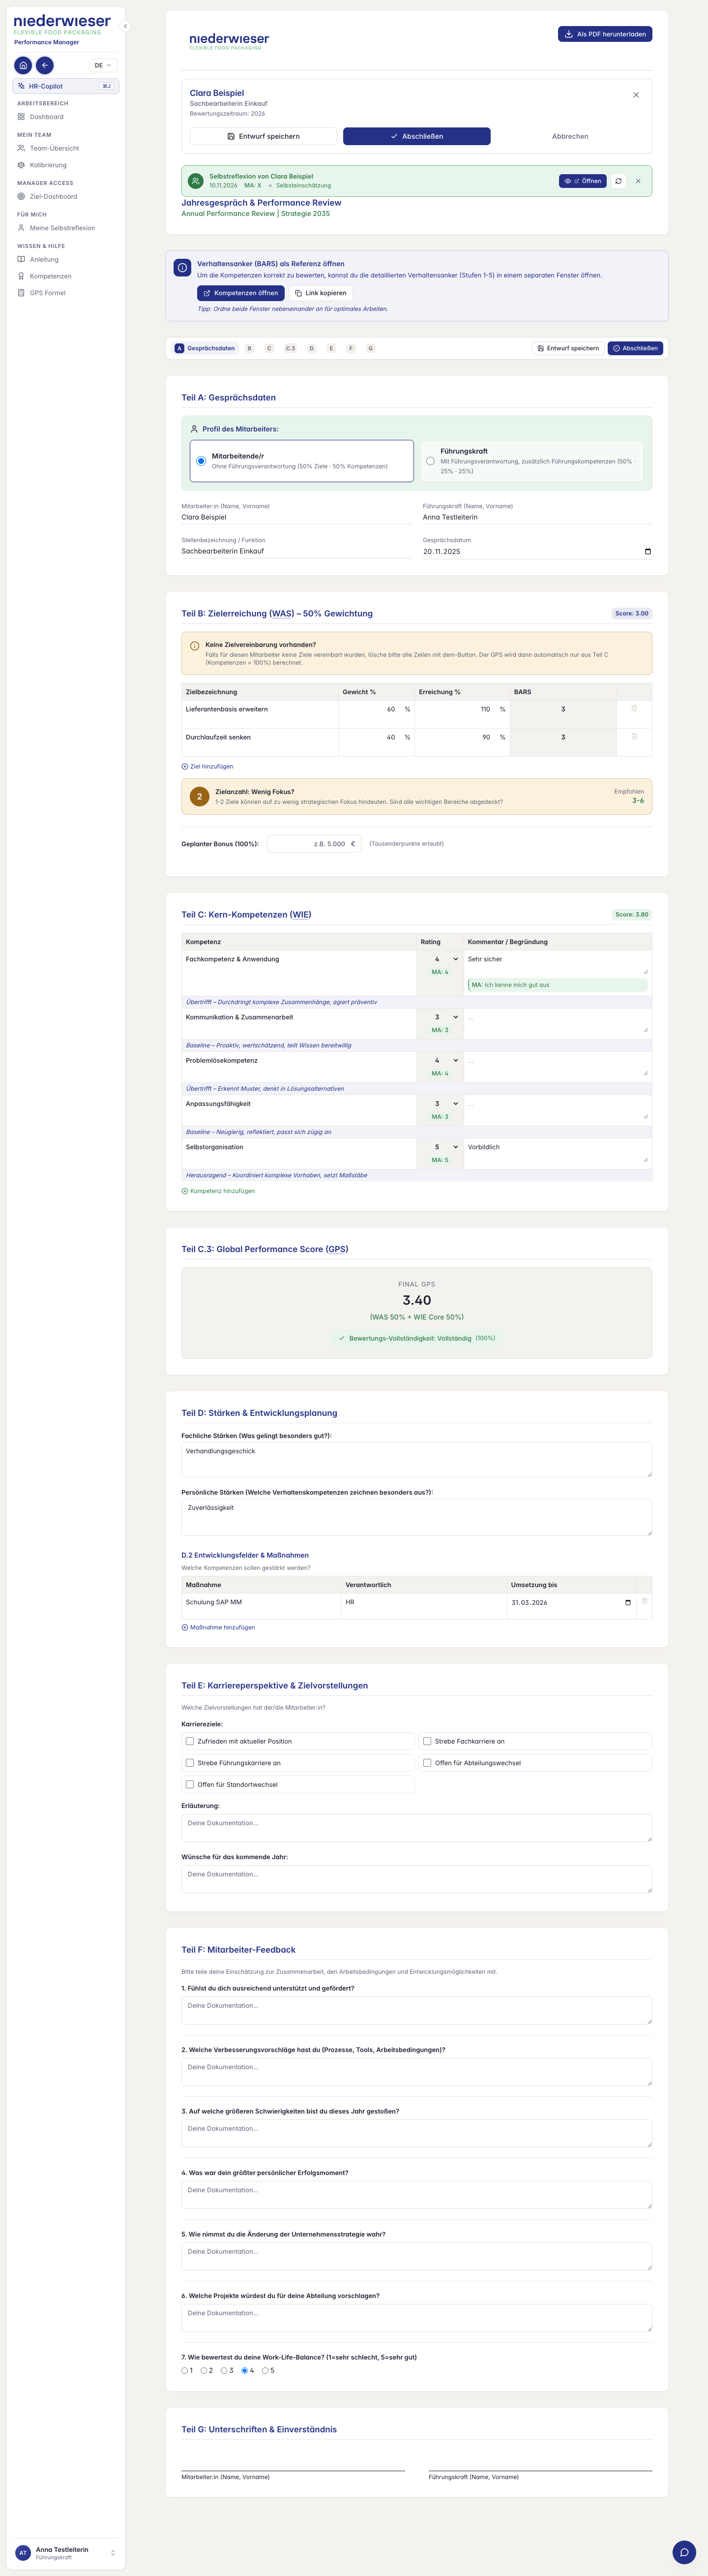 niederwieser
FLEXIBLE FOOD PACKAGING
Performance Manager
DE
HR-Copilot
⌘J
ARBEITSBEREICH
Dashboard
MEIN TEAM
Team-Übersicht
Kalibrierung
MANAGER ACCESS
Ziel-Dashboard
FÜR MICH
Meine Selbstreflexion
WISSEN & HILFE
Anleitung
Kompetenzen
GPS Formel
AT
Anna Testleiterin
Führungskraft
niederwieser
FLEXIBLE FOOD PACKAGING
Als PDF herunterladen
Clara Beispiel
Sachbearbeiterin Einkauf
Bewertungszeitraum: 2026
Entwurf speichern
Abschließen
Abbrechen
Selbstreflexion von Clara Beispiel
10.11.2026 MA: X = Selbsteinschätzung
Öffnen
Jahresgespräch & Performance Review
Annual Performance Review | Strategie 2035
Verhaltensanker (BARS) als Referenz öffnen
Um die Kompetenzen korrekt zu bewerten, kannst du die detaillierten Verhaltensanker (Stufen 1-5) in einem separaten Fenster öffnen.
Kompetenzen öffnen
Link kopieren
Tipp: Ordne beide Fenster nebeneinander an für optimales Arbeiten.
A Gesprächsdaten B C C.3 D E F G
Entwurf speichern
Abschließen
Teil A: Gesprächsdaten
Profil des Mitarbeiters:
Mitarbeitende/r
Ohne Führungsverantwortung (50% Ziele · 50% Kompetenzen)
Führungskraft
Mit Führungsverantwortung, zusätzlich Führungskompetenzen (50% ·
25% · 25%)
Mitarbeiter:in (Name, Vorname)
Clara Beispiel
Führungskraft (Name, Vorname)
Anna Testleiterin
Stellenbezeichnung / Funktion
Sachbearbeiterin Einkauf
Gesprächsdatum
20.11.2025
Teil B: Zielerreichung (WAS) – 50% Gewichtung
Score: 3.00
Keine Zielvereinbarung vorhanden?
Falls für diesen Mitarbeiter keine Ziele vereinbart wurden, lösche bitte alle Zeilen mit dem-Button. Der GPS wird dann automatisch nur aus Teil C
(Kompetenzen = 100%) berechnet.
Zielbezeichnung Gewicht % Erreichung % BARS
Lieferantenbasis erweitern 60 % 110 % 3
Durchlaufzeit senken 40 % 90 % 3
Ziel hinzufügen
2
Zielanzahl: Wenig Fokus?
1-2 Ziele können auf zu wenig strategischen Fokus hindeuten. Sind alle wichtigen Bereiche abgedeckt?
Empfohlen
3-6
Geplanter Bonus (100%): z.B. 5.000 € (Tausenderpunkte erlaubt)
Teil C: Kern-Kompetenzen (WIE)
Score: 3.80
Kompetenz Rating Kommentar / Begründung
Fachkompetenz & Anwendung 4 Sehr sicher
MA: 4
MA: Ich kenne mich gut aus
Übertrifft – Durchdringt komplexe Zusammenhänge, agiert präventiv
Kommunikation & Zusammenarbeit 3 ...
MA: 3
Baseline – Proaktiv, wertschätzend, teilt Wissen bereitwillig
Problemlösekompetenz 4 ...
MA: 4
Übertrifft – Erkennt Muster, denkt in Lösungsalternativen
Anpassungsfähigkeit 3 ...
MA: 3
Baseline – Neugierig, reflektiert, passt sich zügig an
Selbstorganisation 5 Vorbildlich
MA: 5
Herausragend – Koordiniert komplexe Vorhaben, setzt Maßstäbe
Kompetenz hinzufügen
Teil C.3: Global Performance Score (GPS)
FINAL GPS
3.40
(WAS 50% + WIE Core 50%)
Bewertungs-Vollständigkeit: Vollständig (100%)
Teil D: Stärken & Entwicklungsplanung
Fachliche Stärken (Was gelingt besonders gut?):
Verhandlungsgeschick
Persönliche Stärken (Welche Verhaltenskompetenzen zeichnen besonders aus?):
Zuverlässigkeit
D.2 Entwicklungsfelder & Maßnahmen
Welche Kompetenzen sollen gestärkt werden?
Maßnahme Verantwortlich Umsetzung bis
Schulung SAP MM HR 31.03.2026
Maßnahme hinzufügen
Teil E: Karriereperspektive & Zielvorstellungen
Welche Zielvorstellungen hat der/die Mitarbeiter:in?
Karriereziele:
Zufrieden mit aktueller Position
Strebe Fachkarriere an
Strebe Führungskarriere an
Offen für Abteilungswechsel
Offen für Standortwechsel
Erläuterung:
Deine Dokumentation...
Wünsche für das kommende Jahr:
Deine Dokumentation...
Teil F: Mitarbeiter-Feedback
Bitte teile deine Einschätzung zur Zusammenarbeit, den Arbeitsbedingungen und Entwicklungsmöglichkeiten mit.
1. Fühlst du dich ausreichend unterstützt und gefördert?
Deine Dokumentation...
2. Welche Verbesserungsvorschläge hast du (Prozesse, Tools, Arbeitsbedingungen)?
Deine Dokumentation...
3. Auf welche größeren Schwierigkeiten bist du dieses Jahr gestoßen?
Deine Dokumentation...
4. Was war dein größter persönlicher Erfolgsmoment?
Deine Dokumentation...
5. Wie nimmst du die Änderung der Unternehmensstrategie wahr?
Deine Dokumentation...
6. Welche Projekte würdest du für deine Abteilung vorschlagen?
Deine Dokumentation...
7. Wie bewertest du deine Work-Life-Balance? (1=sehr schlecht, 5=sehr gut)
1 2 3 4 5
Teil G: Unterschriften & Einverständnis
Mitarbeiter:in (Name, Vorname)
Führungskraft (Name, Vorname)